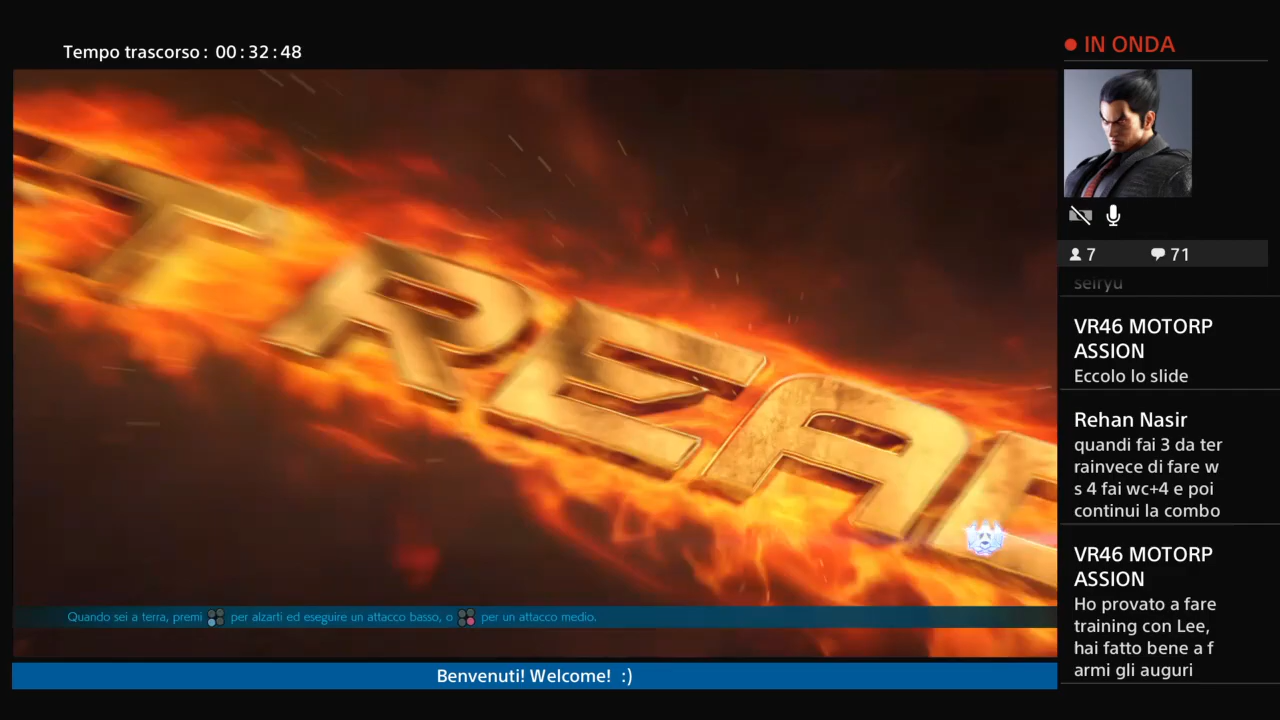 Tempo trascorso: 00:32:48
IN ONDA
T READ
7 71
seiryu
VR46 MOTORP
ASSION
Eccolo lo slide
Rehan Nasir
quandi fai 3 da ter
rainvece di fare w
s 4 fai wc+4 e poi
continui la combo
VR46 MOTORP
ASSION
Ho provato a fare
training con Lee,
hai fatto bene a f
armi gli auguri
Quando sei a terra, premi per alzarti ed eseguire un attacco basso, o per un attacco medio.
Benvenuti! Welcome! :)